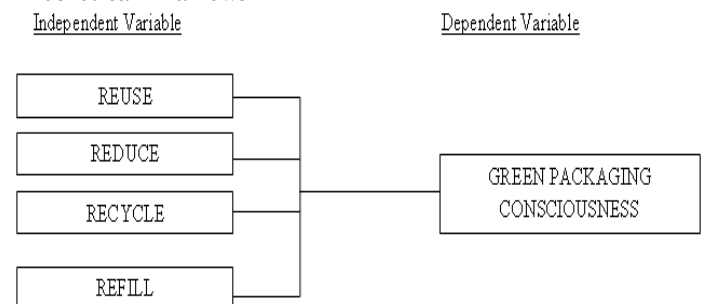 Independent Variable
Dependent Variable
REUSE
REDUCE
RECYCLE
REFILL
GREEN PACKAGING
CONSCIOUSNESS